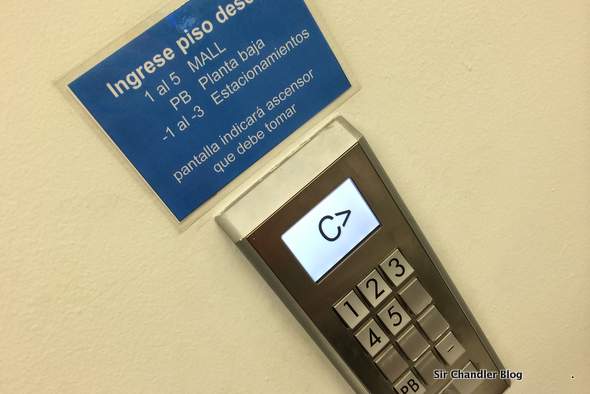 Ingrese piso dese
1 al 5 MALL
PB Planta baja
-1 al -3 Estacionamientos
pantalla indicará ascensor
que debe tomar
C>
1 2 3
4 5
-
PB
Sir Chandler Blog